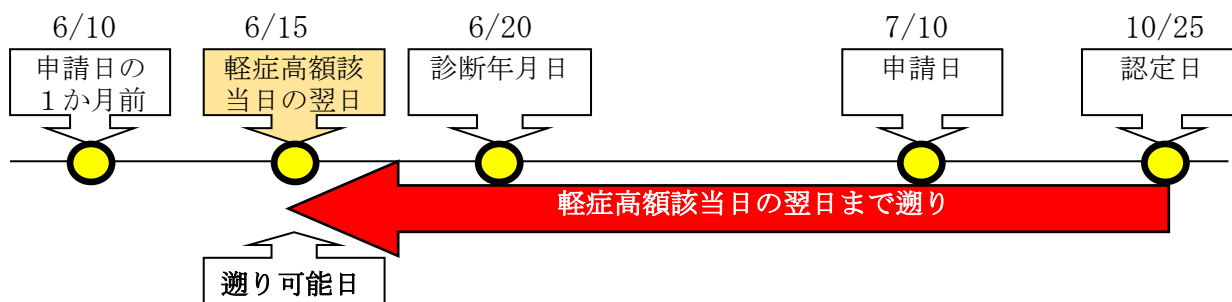 6/10 6/15 6/20 7/10 10/25
申請日の
１か月前
軽症高額該
当日の翌日
診断年月日
申請日
認定日
軽症高額該当日の翌日まで遡り
遡り可能日